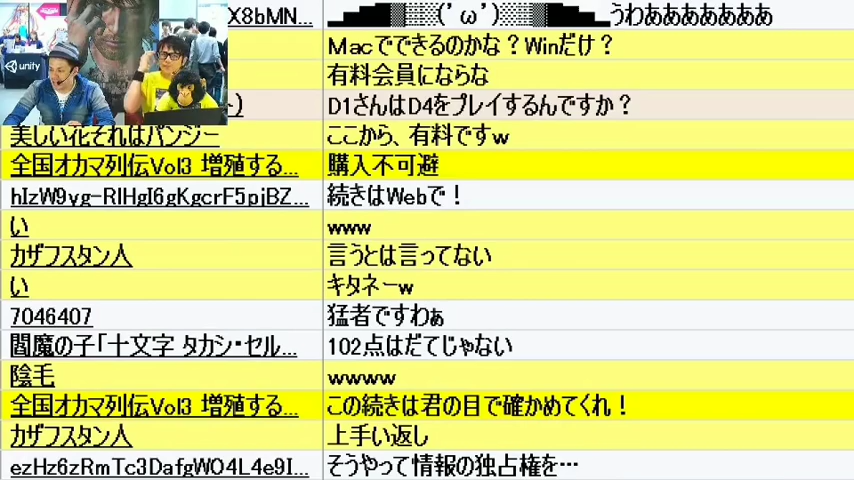 unity
X8bMN... ▂▃▅▇█▓▒░('ω')░▒▓█▇▅▃▂うわああああああああ
Macでできるのかな？Winだけ？
有料会員にならな
) D1さんはD4をプレイするんですか？
美しい花それはパンジー ここから、有料ですｗ
全国オカマ列伝Vol3 増殖する... 購入不可避
hIzW9yg-RlHgI6gKgcrF5pjBZ... 続きはWebで！
い www
カザフスタン人 言うとは言ってない
い キタネーw
7046407 猛者ですわぁ
閻魔の子「十文字 タカシ・セル... 102点はだてじゃない
陰毛 ｗｗｗｗ
全国オカマ列伝Vol3 増殖する... この続きは君の目で確かめてくれ！
カザフスタン人 上手い返し
ezHz6zRmTc3DafgWO4L4e9I... そうやって情報の独占権を…